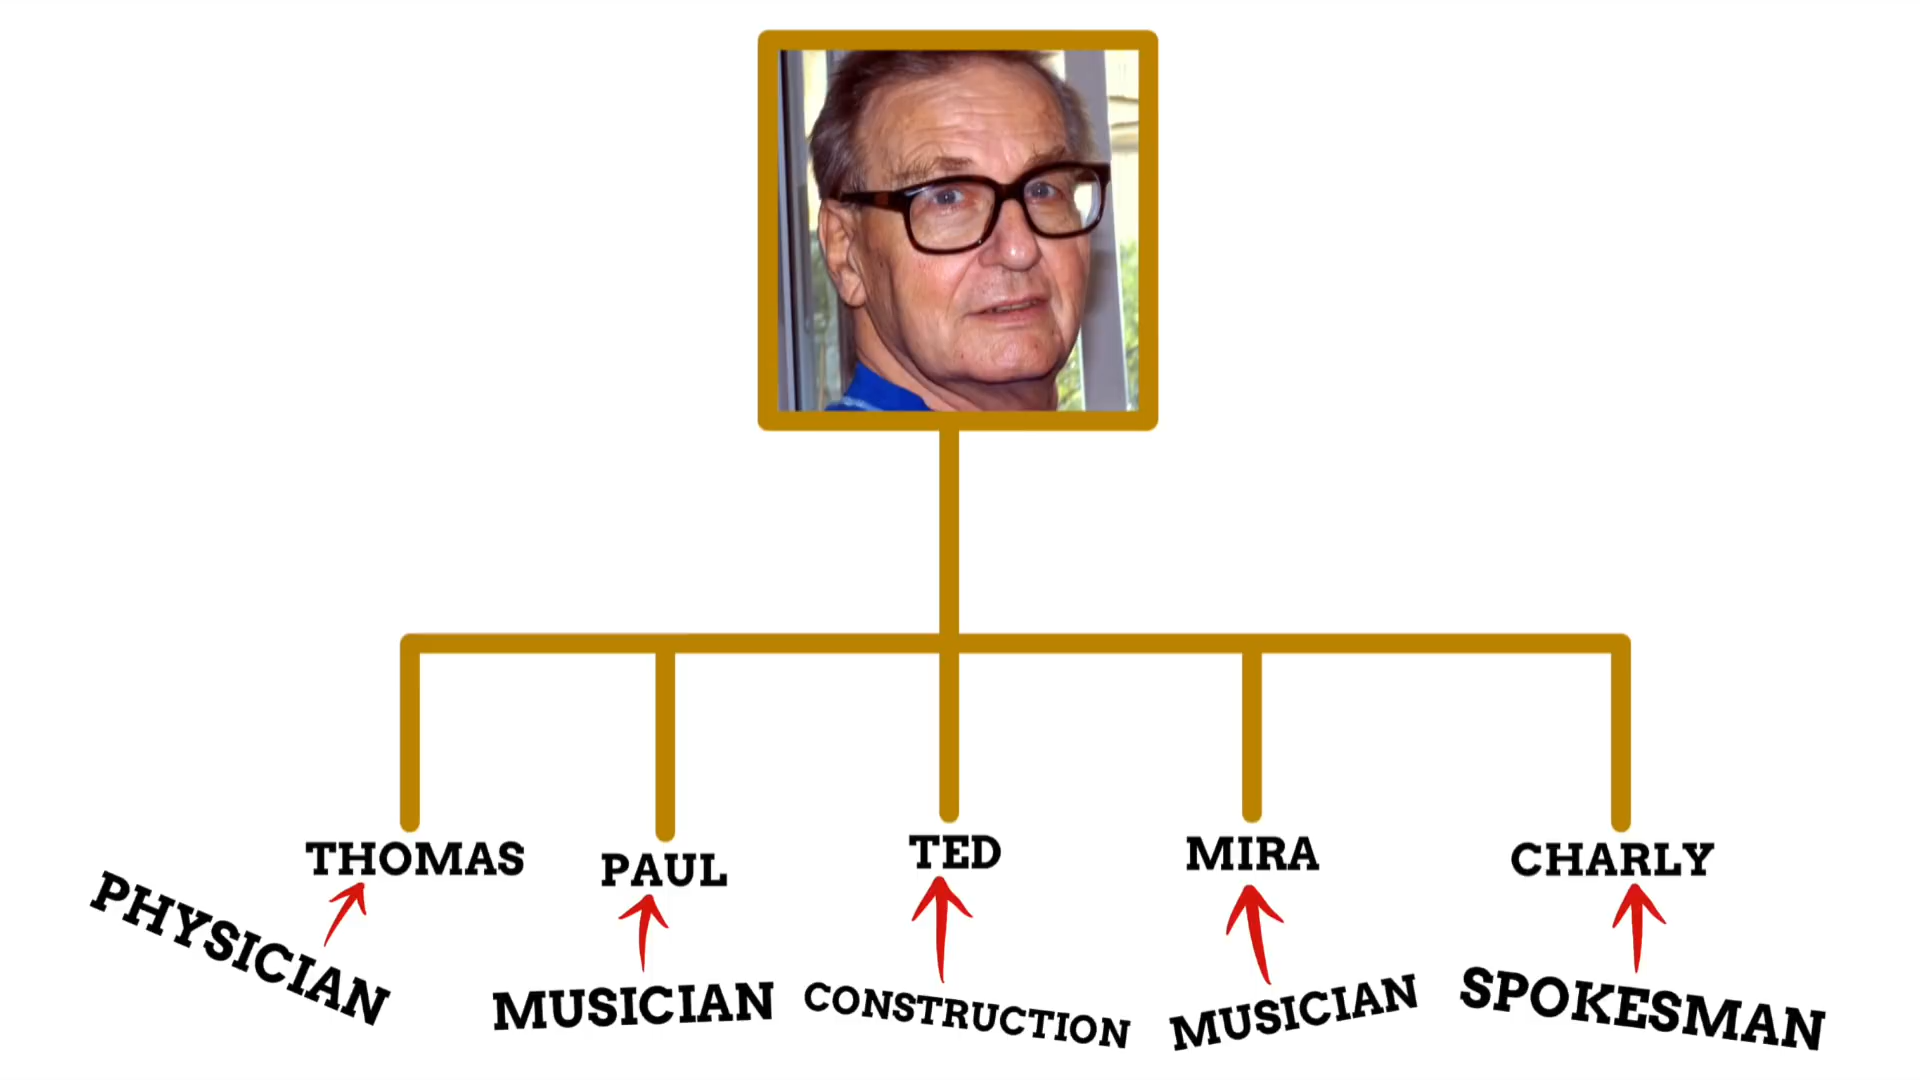 THOMAS
PAUL
TED
MIRA
CHARLY
PHYSICIAN
MUSICIAN
CONSTRUCTION
MUSICIAN
SPOKESMAN